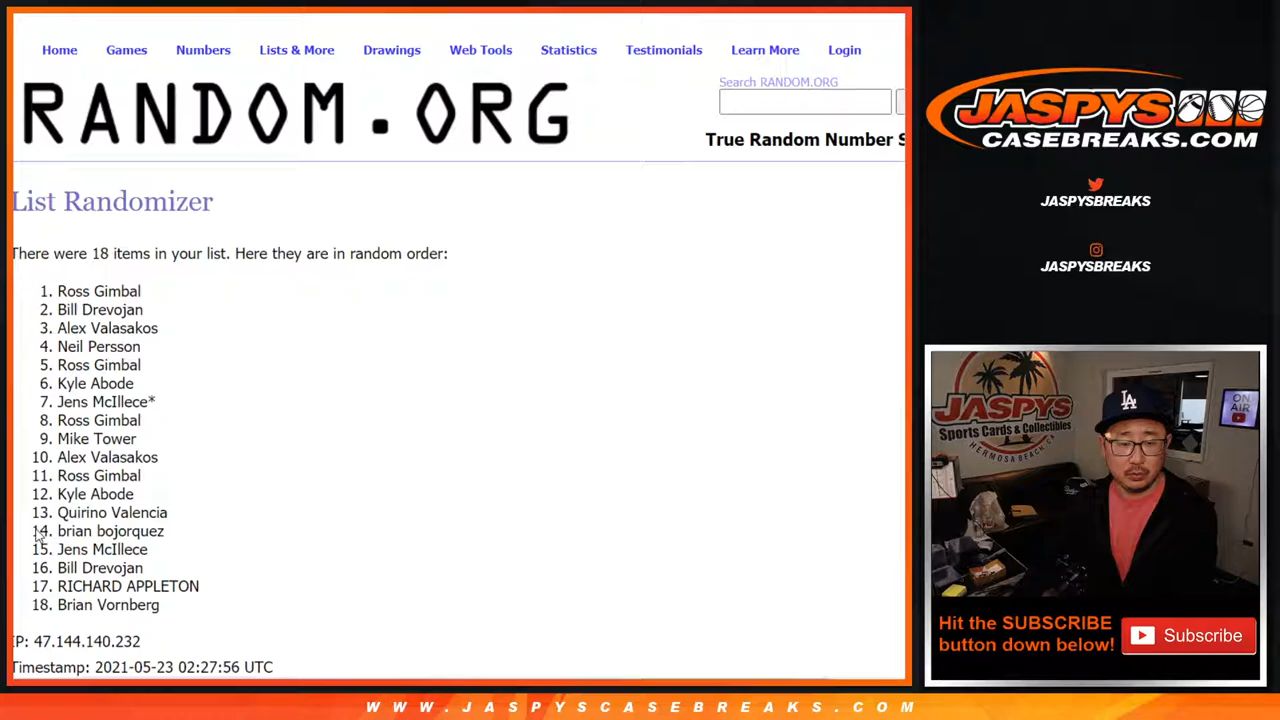 Home Games Numbers Lists & More Drawings Web Tools Statistics Testimonials Learn More Login
Search RANDOM.ORG
RANDOM.ORG
True Random Number S
List Randomizer
There were 18 items in your list. Here they are in random order:
1. Ross Gimbal
2. Bill Drevojan
3. Alex Valasakos
4. Neil Persson
5. Ross Gimbal
6. Kyle Abode
7. Jens McIllece*
8. Ross Gimbal
9. Mike Tower
10. Alex Valasakos
11. Ross Gimbal
12. Kyle Abode
13. Quirino Valencia
14. brian bojorquez
15. Jens McIllece
16. Bill Drevojan
17. RICHARD APPLETON
18. Brian Vornberg
IP: 47.144.140.232
Timestamp: 2021-05-23 02:27:56 UTC
JASPYS
CASEBREAKS.COM
JASPYSBREAKS
JASPYSBREAKS
JASPYS
Sports Cards & Collectibles
HERMOSA BEACH, CA
LA
ON
AIR
Hit the SUBSCRIBE
button down below!
Subscribe
WWW.JASPYSCASEBREAKS.COM